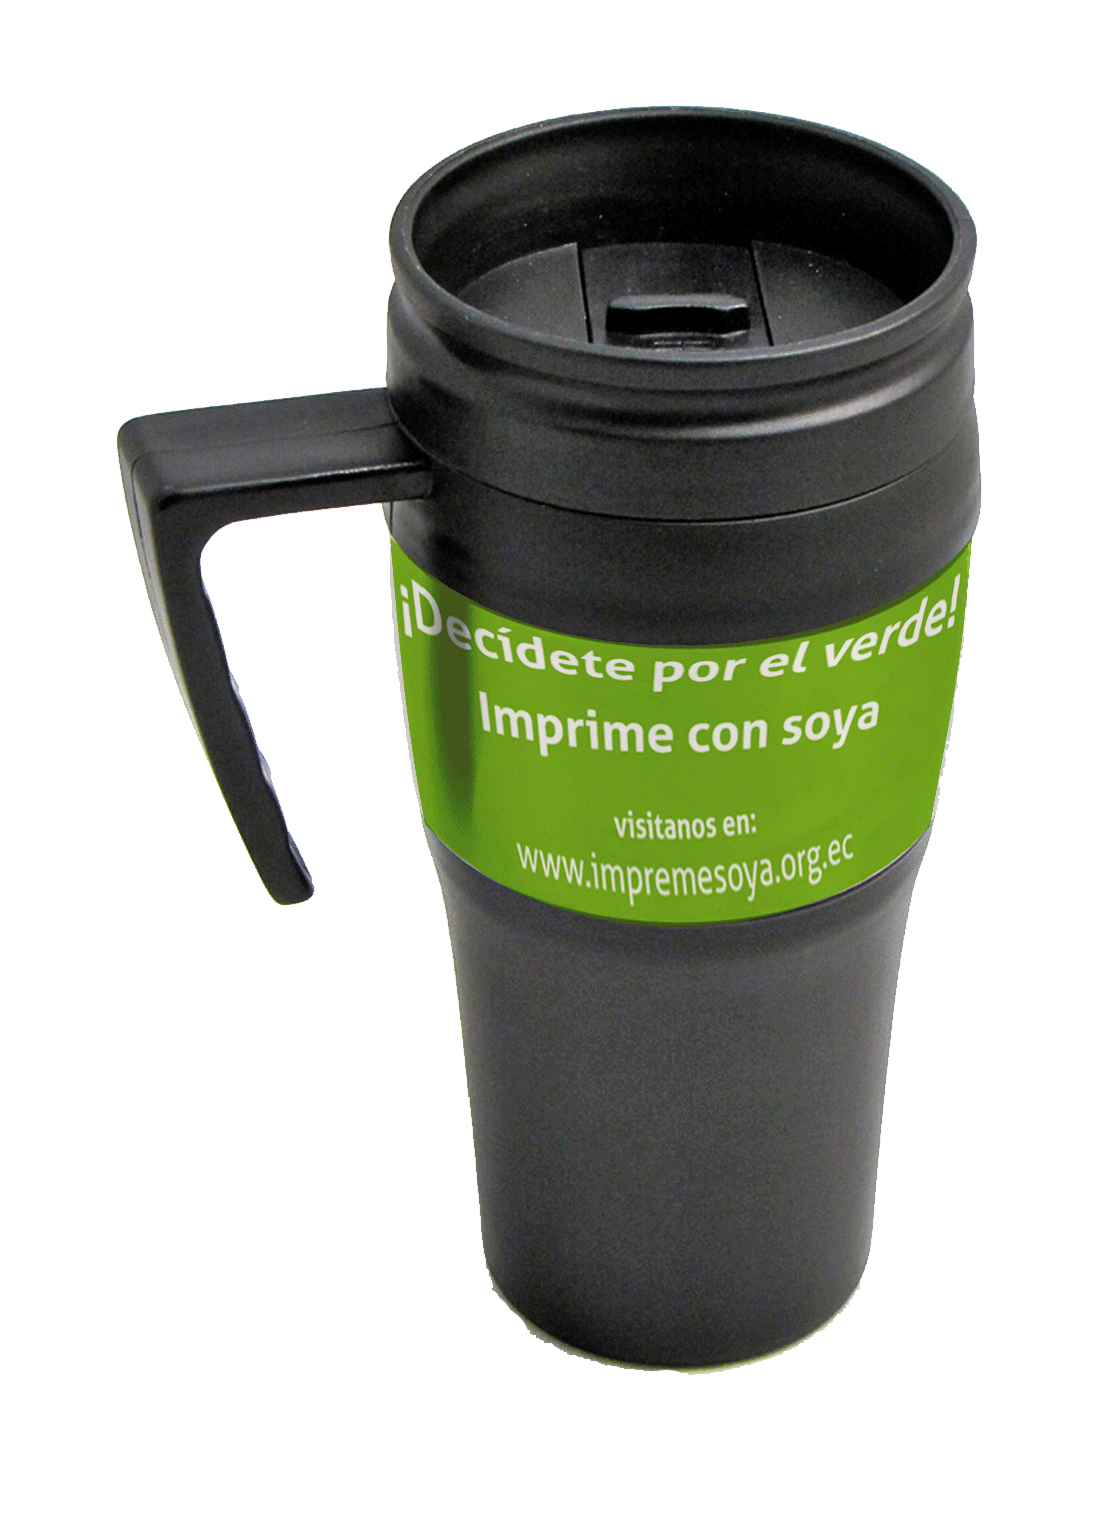 ¡Decídete por el verde!
Imprime con soya
visitanos en:
www.impremesoya.org.ec